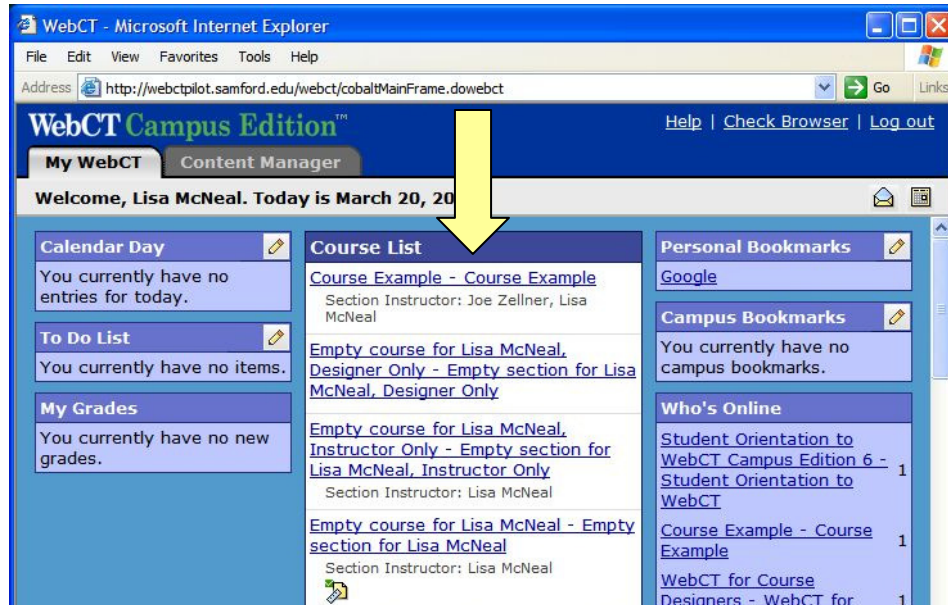 WebCT - Microsoft Internet Explorer
File Edit View Favorites Tools Help
Address http://webctpilot.samford.edu/webct/cobaltMainFrame.dowebct Go Links
WebCT Campus Edition™
Help | Check Browser | Log out
My WebCT Content Manager
Welcome, Lisa McNeal. Today is March 20, 20
Calendar Day
You currently have no
entries for today.
To Do List
You currently have no items.
My Grades
You currently have no new
grades.
Course List
Course Example - Course Example
Section Instructor: Joe Zellner, Lisa
McNeal
Empty course for Lisa McNeal,
Designer Only - Empty section for Lisa
McNeal, Designer Only
Empty course for Lisa McNeal,
Instructor Only - Empty section for
Lisa McNeal, Instructor Only
Section Instructor: Lisa McNeal
Empty course for Lisa McNeal - Empty
section for Lisa McNeal
Section Instructor: Lisa McNeal
Personal Bookmarks
Google
Campus Bookmarks
You currently have no
campus bookmarks.
Who's Online
Student Orientation to
WebCT Campus Edition 6 -
Student Orientation to
WebCT 1
Course Example - Course
Example 1
WebCT for Course
Designers - WebCT for 1